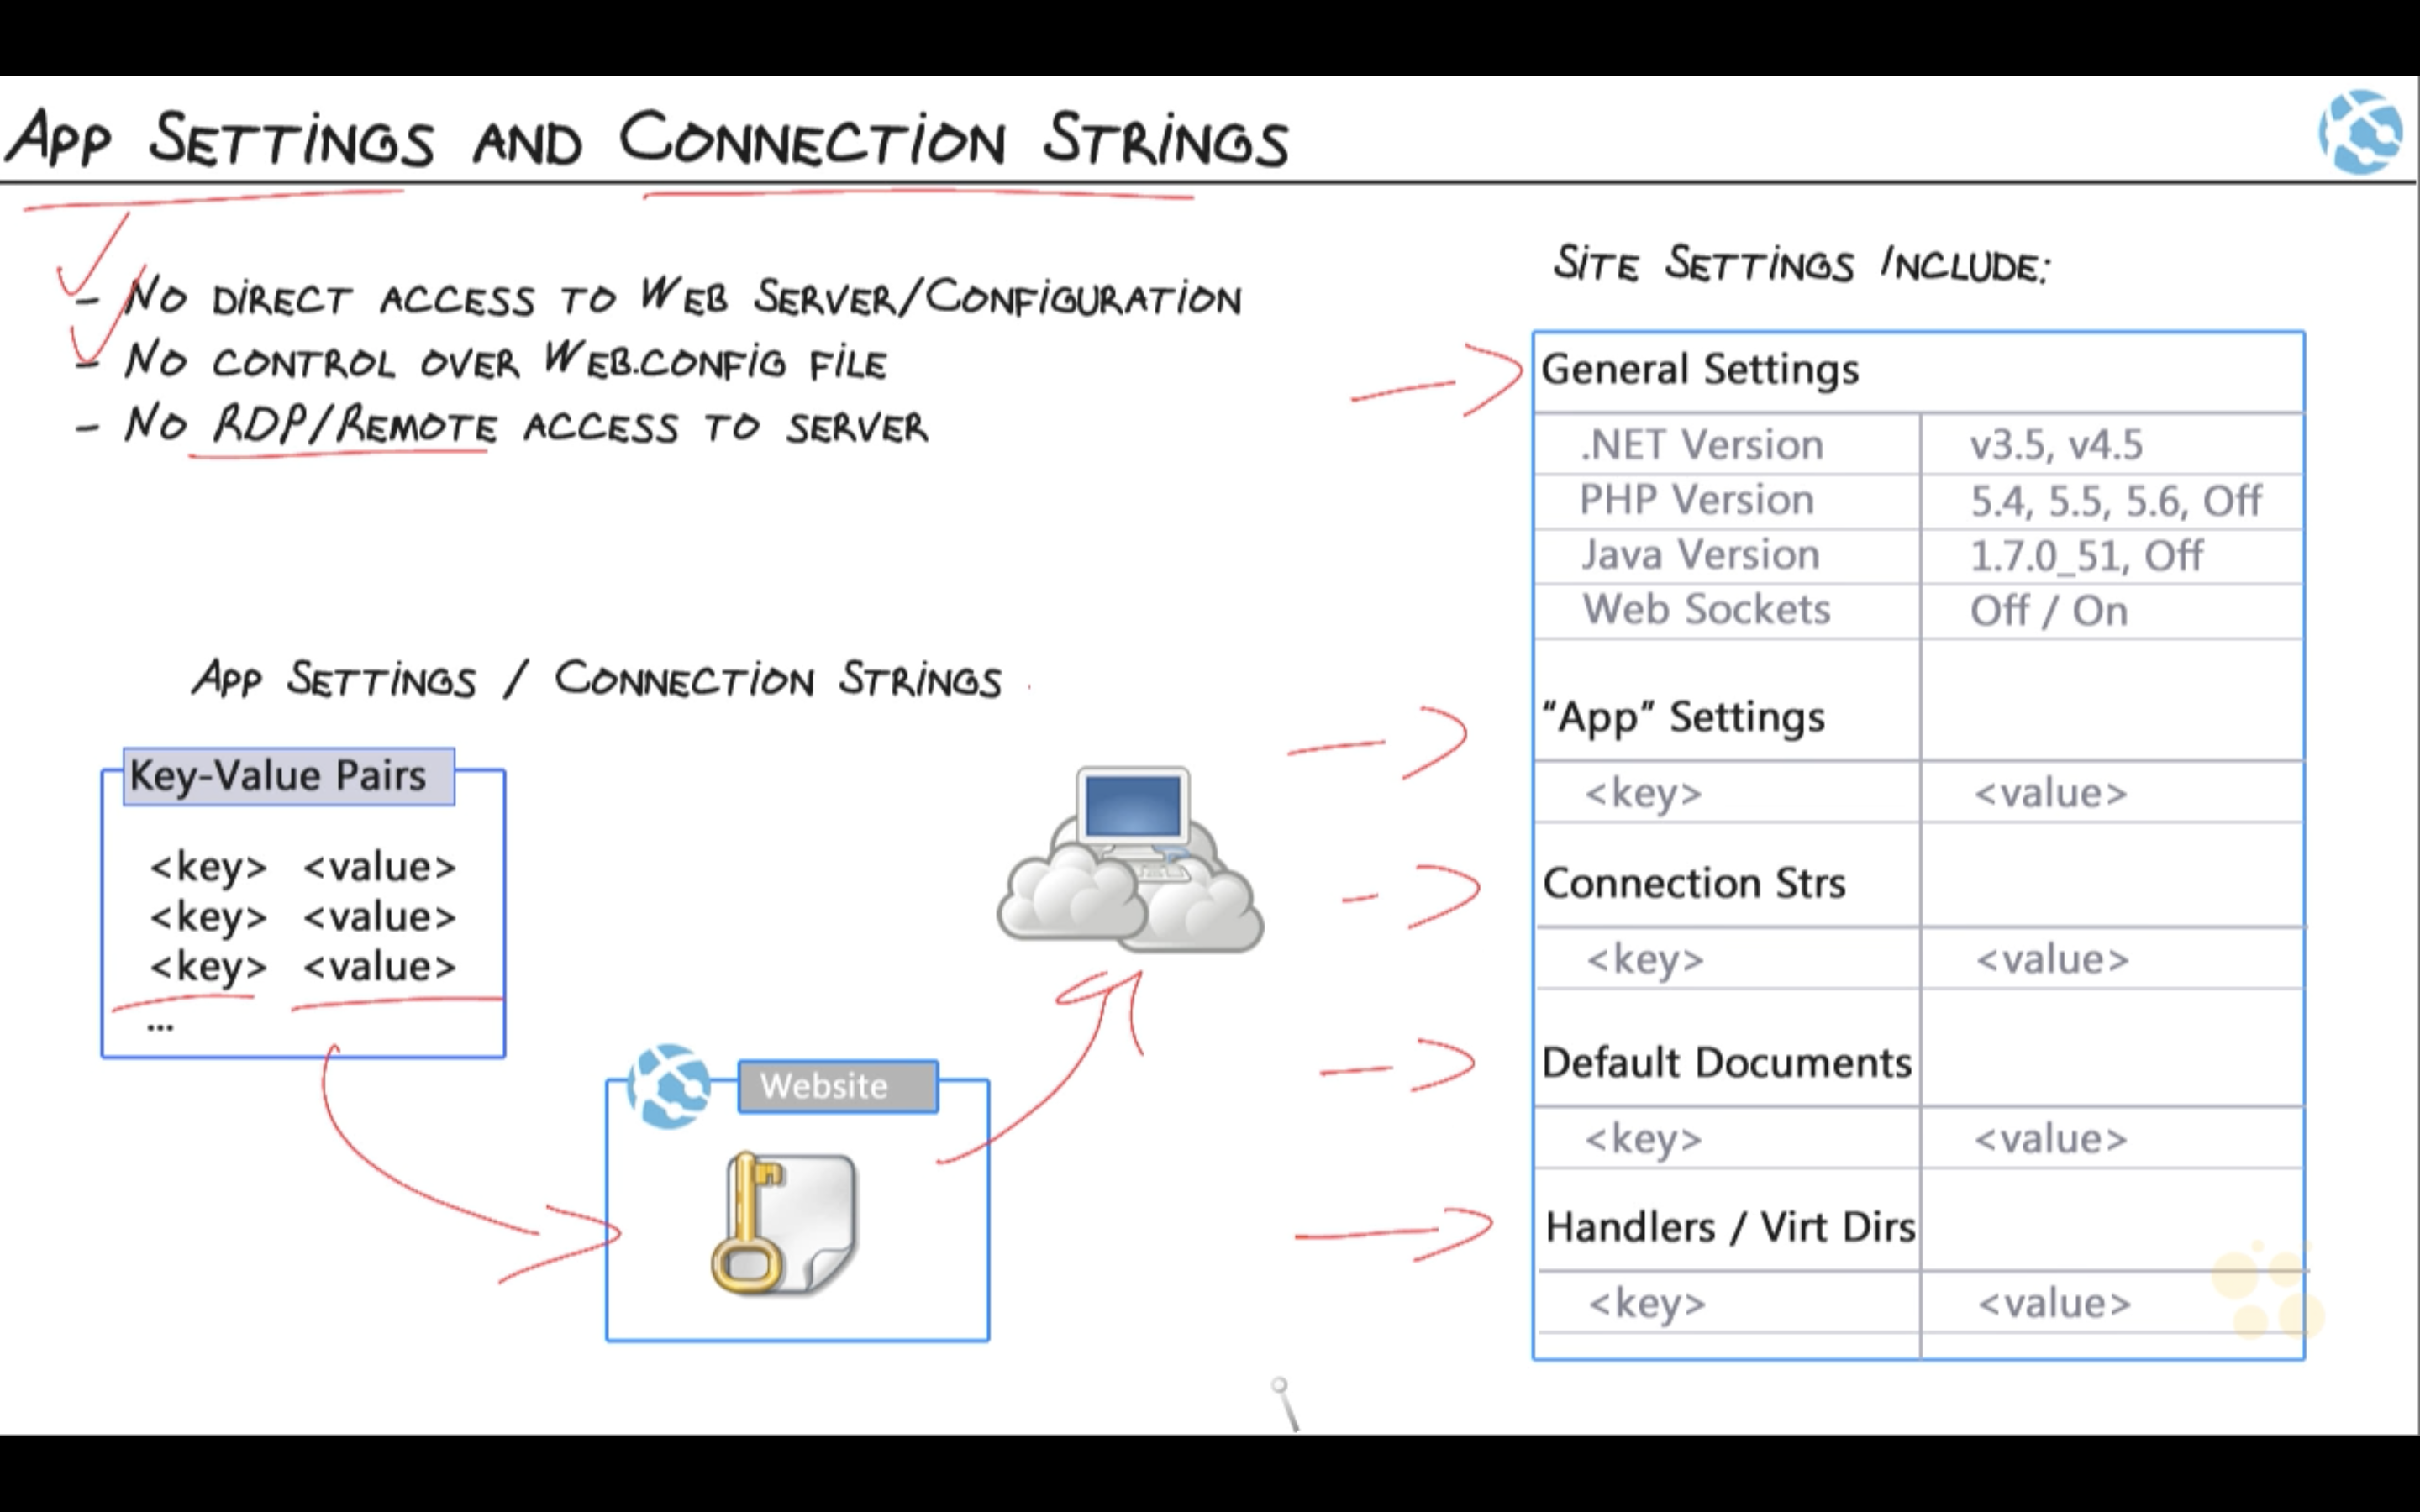 App Settings and Connection Strings
- No direct access to Web Server/Configuration
- No control over Web.config file
- No RDP/Remote access to server
App Settings / Connection Strings
Key-Value Pairs
<key> <value>
<key> <value>
<key> <value>
...
Website
Site Settings Include:
General Settings
.NET Version v3.5, v4.5
PHP Version 5.4, 5.5, 5.6, Off
Java Version 1.7.0_51, Off
Web Sockets Off / On
“App” Settings
<key> <value>
Connection Strs
<key> <value>
Default Documents
<key> <value>
Handlers / Virt Dirs
<key> <value>